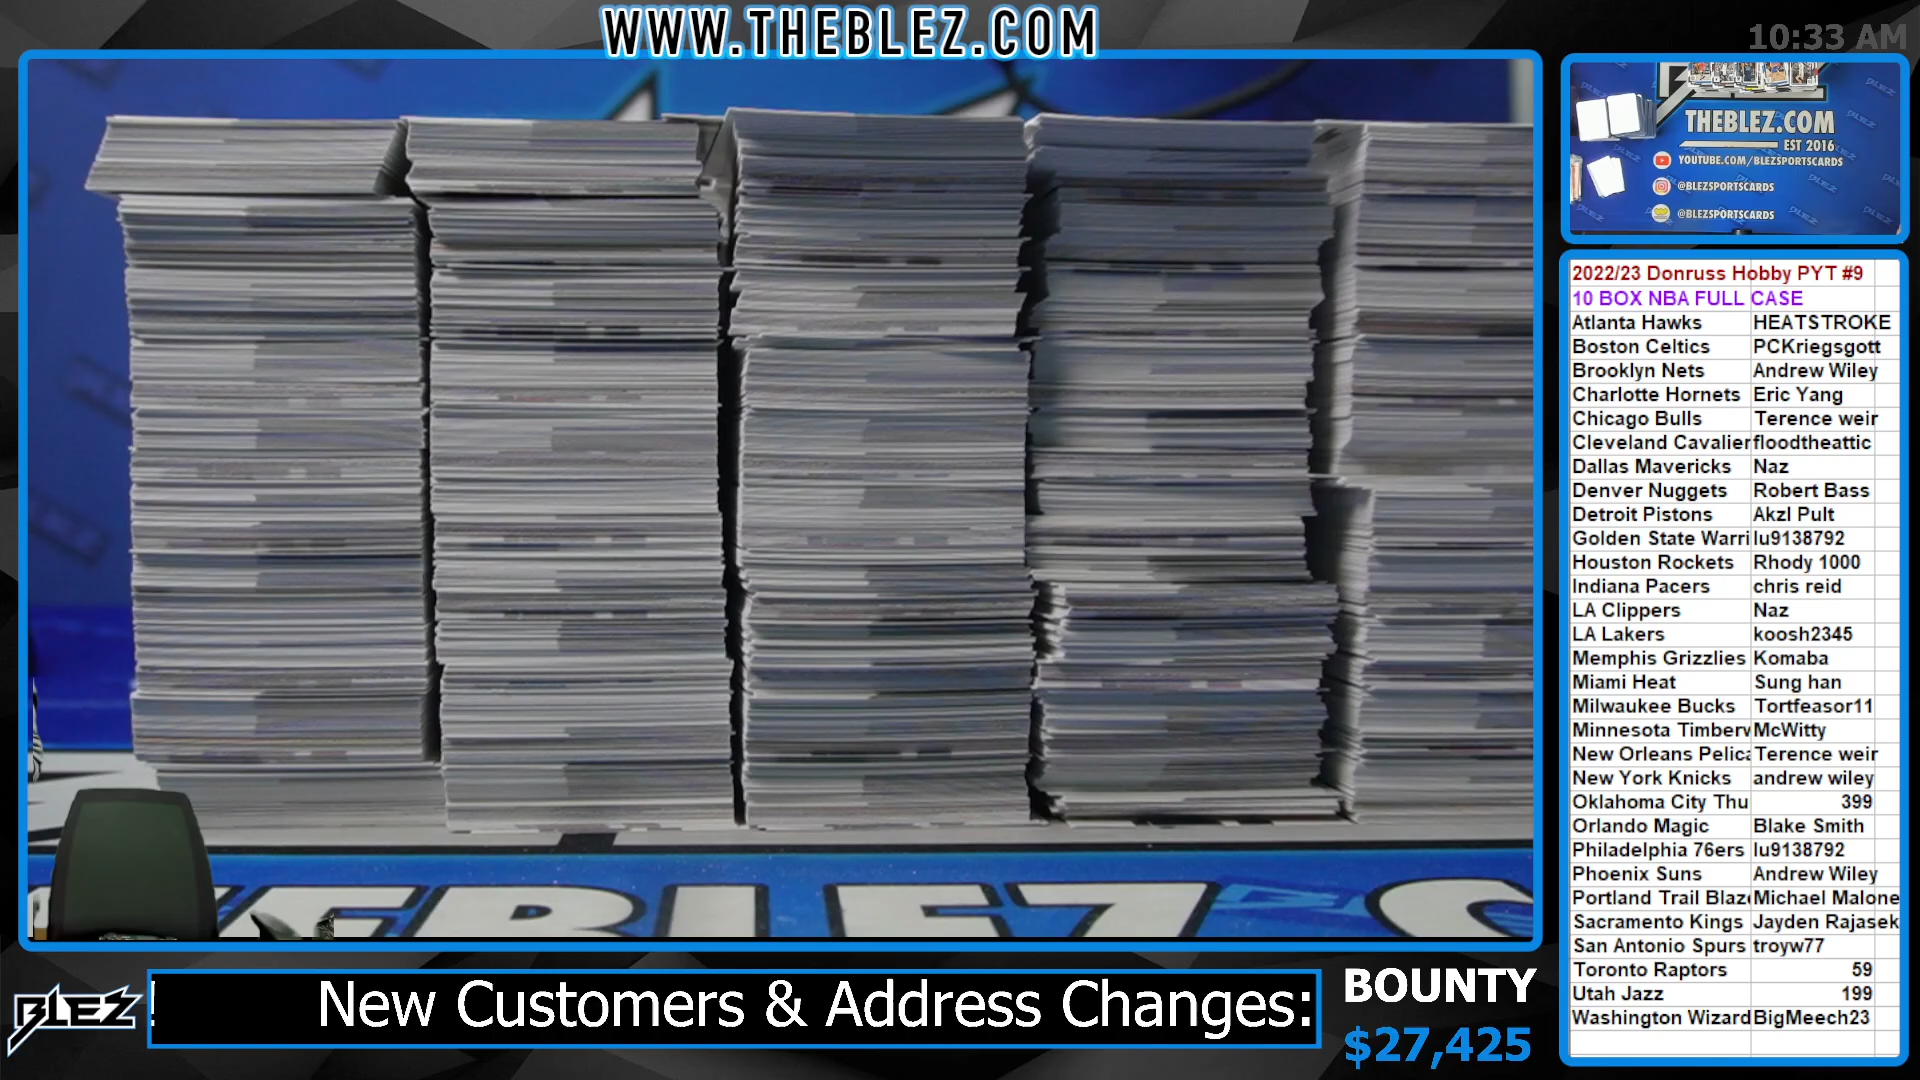 WWW.THEBLEZ.COM
10:33 AM
THEBLEZ.COM
EST 2016
YOUTUBE.COM/BLEZSPORTSCARDS
@BLEZSPORTSCARDS
@BLEZSPORTSCARDS
2022/23 Donruss Hobby PYT #9
10 BOX NBA FULL CASE
Atlanta Hawks HEATSTROKE
Boston Celtics PCKriegsgott
Brooklyn Nets Andrew Wiley
Charlotte Hornets Eric Yang
Chicago Bulls Terence weir
Cleveland Cavalier floodtheattic
Dallas Mavericks Naz
Denver Nuggets Robert Bass
Detroit Pistons Akzl Pult
Golden State Warri lu9138792
Houston Rockets Rhody 1000
Indiana Pacers chris reid
LA Clippers Naz
LA Lakers koosh2345
Memphis Grizzlies Komaba
Miami Heat Sung han
Milwaukee Bucks Tortfeasor11
Minnesota Timberv McWitty
New Orleans Pelica Terence weir
New York Knicks andrew wiley
Oklahoma City Thu 399
Orlando Magic Blake Smith
Philadelphia 76ers lu9138792
Phoenix Suns Andrew Wiley
Portland Trail Blaze Michael Malone
Sacramento Kings Jayden Rajasek
San Antonio Spurs troyw77
Toronto Raptors 59
Utah Jazz 199
Washington Wizard BigMeech23
BLEZ
! New Customers & Address Changes:
BOUNTY
$27,425